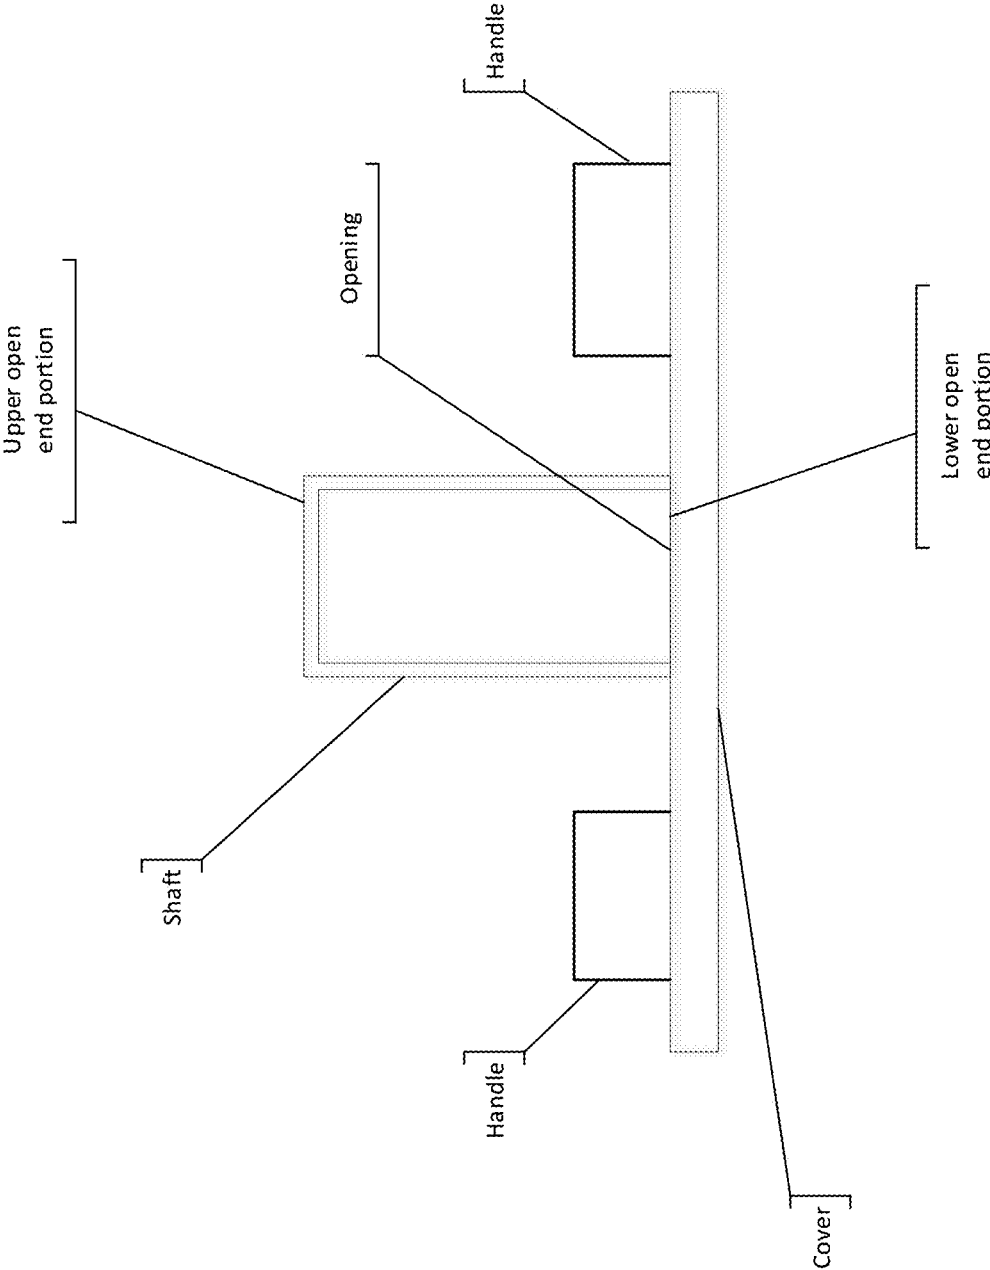 Upper open
end portion
Shaft
Opening
Handle
Handle
Cover
Lower open
end portion